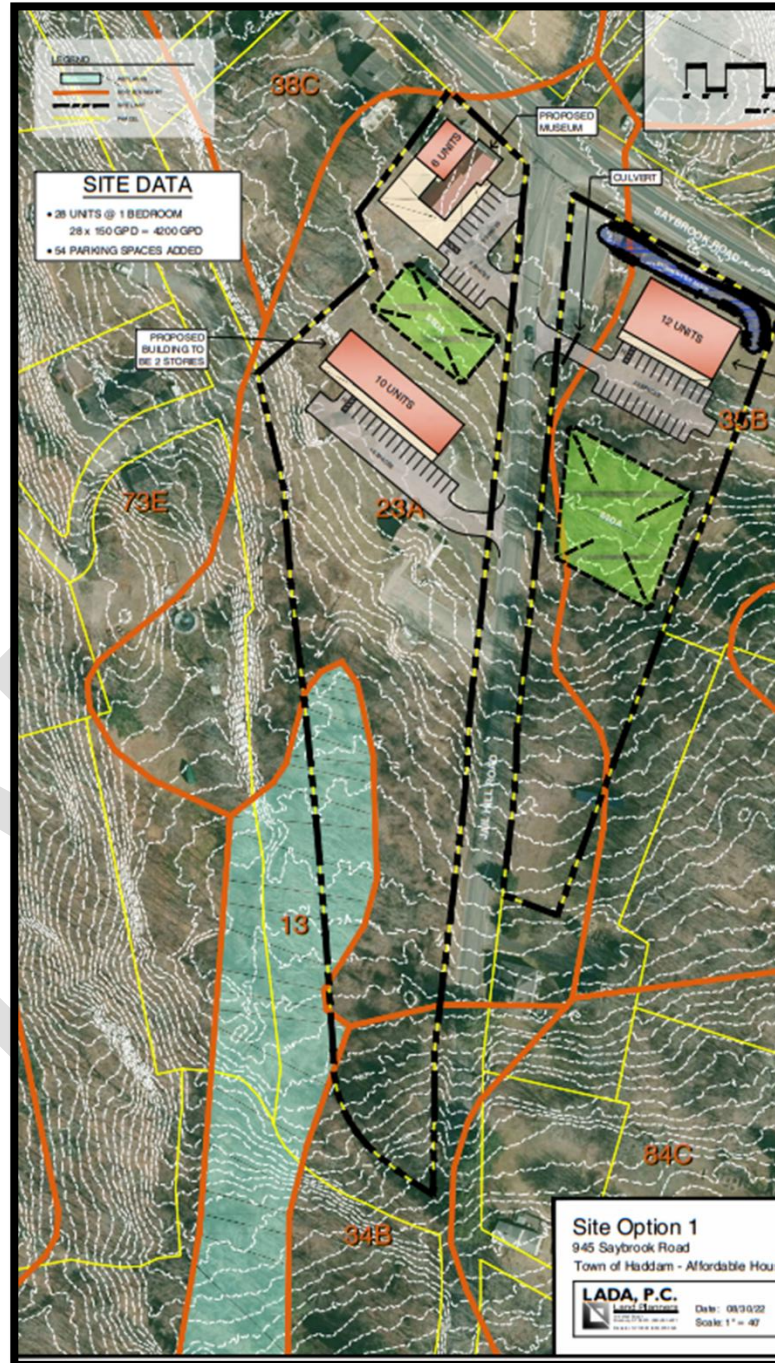 LEGEND
38C
PROPOSED
MUSEUM
6 UNITS
CULVERT
SITE DATA
• 28 UNITS @ 1 BEDROOM
28 x 150 GPD = 4200 GPD
• 54 PARKING SPACES ADDED
SAYBROOK ROAD
12 UNITS
PROPOSED
BUILDING TO
BE 2 STORIES
10 UNITS
35B
73E
23A
13
34B
84C
Site Option 1
945 Saybrook Road
Town of Haddam - Affordable Hou
LADA, P.C.
Land Planners
Date: 08/30/22
Scale: 1" = 40'